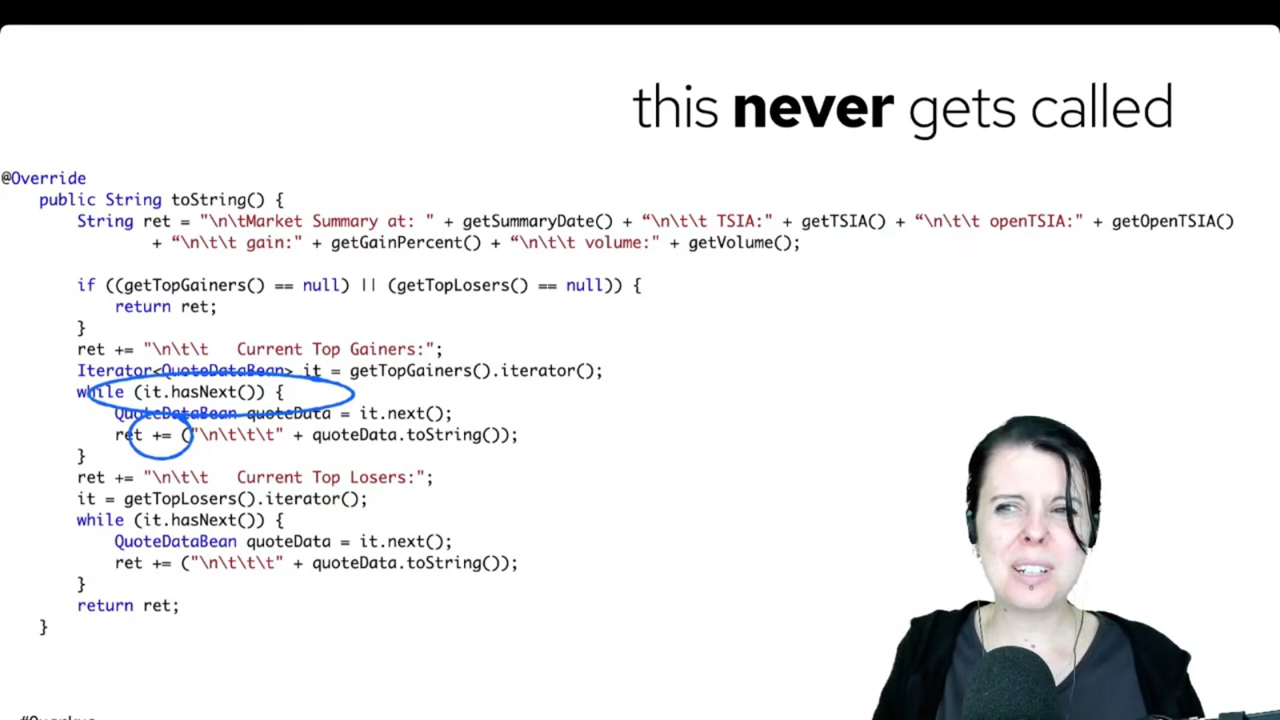 this never gets called
@Override
public String toString() {
String ret = "\n\tMarket Summary at: " + getSummaryDate() + “\n\t\t TSIA:" + getTSIA() + “\n\t\t openTSIA:" + getOpenTSIA()
+ “\n\t\t gain:" + getGainPercent() + “\n\t\t volume:" + getVolume();
if ((getTopGainers() == null) || (getTopLosers() == null)) {
return ret;
}
ret += "\n\t\t   Current Top Gainers:";
Iterator<QuoteDataBean> it = getTopGainers().iterator();
while (it.hasNext()) {
QuoteDataBean quoteData = it.next();
ret += ("\n\t\t\t" + quoteData.toString());
}
ret += "\n\t\t   Current Top Losers:";
it = getTopLosers().iterator();
while (it.hasNext()) {
QuoteDataBean quoteData = it.next();
ret += ("\n\t\t\t" + quoteData.toString());
}
return ret;
}